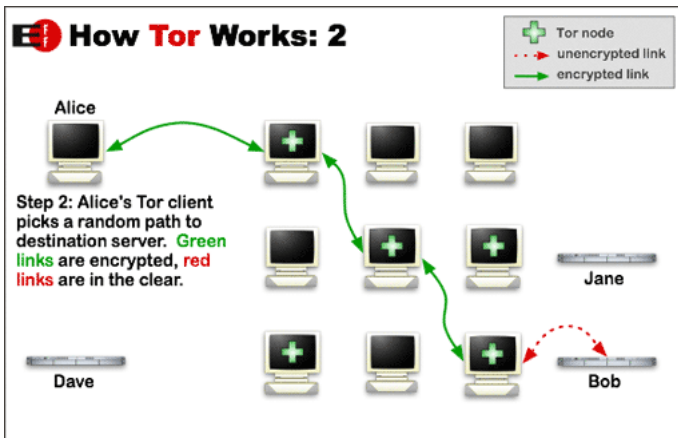 EFF How Tor Works: 2
Tor node
unencrypted link
encrypted link
Alice
Step 2: Alice's Tor client
picks a random path to
destination server. Green
links are encrypted, red
links are in the clear.
Jane
Dave
Bob